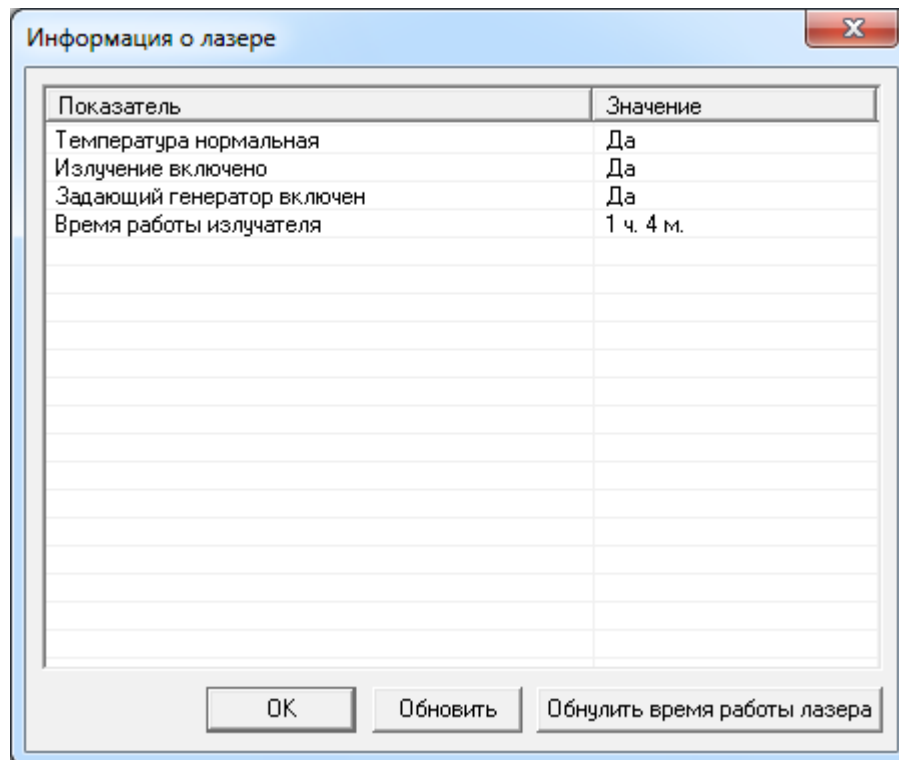 Информация о лазере
Показатель Значение
Температура нормальная Да
Излучение включено Да
Задающий генератор включен Да
Время работы излучателя 1 ч. 4 м.
OK Обновить Обнулить время работы лазера